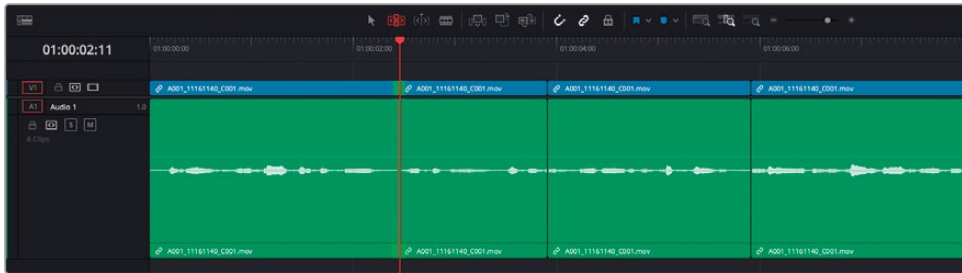 01:00:02:11
01:00:00:00 01:00:02:00 01:00:04:00 01:00:06:00
V1 A001_11161140_C001.mov A001_11161140_C001.mov A001_11161140_C001.mov A001_11161140_C001.mov
A1 Audio 1 1.0
S M
6 Clips
A001_11161140_C001.mov A001_11161140_C001.mov A001_11161140_C001.mov A001_11161140_C001.mov